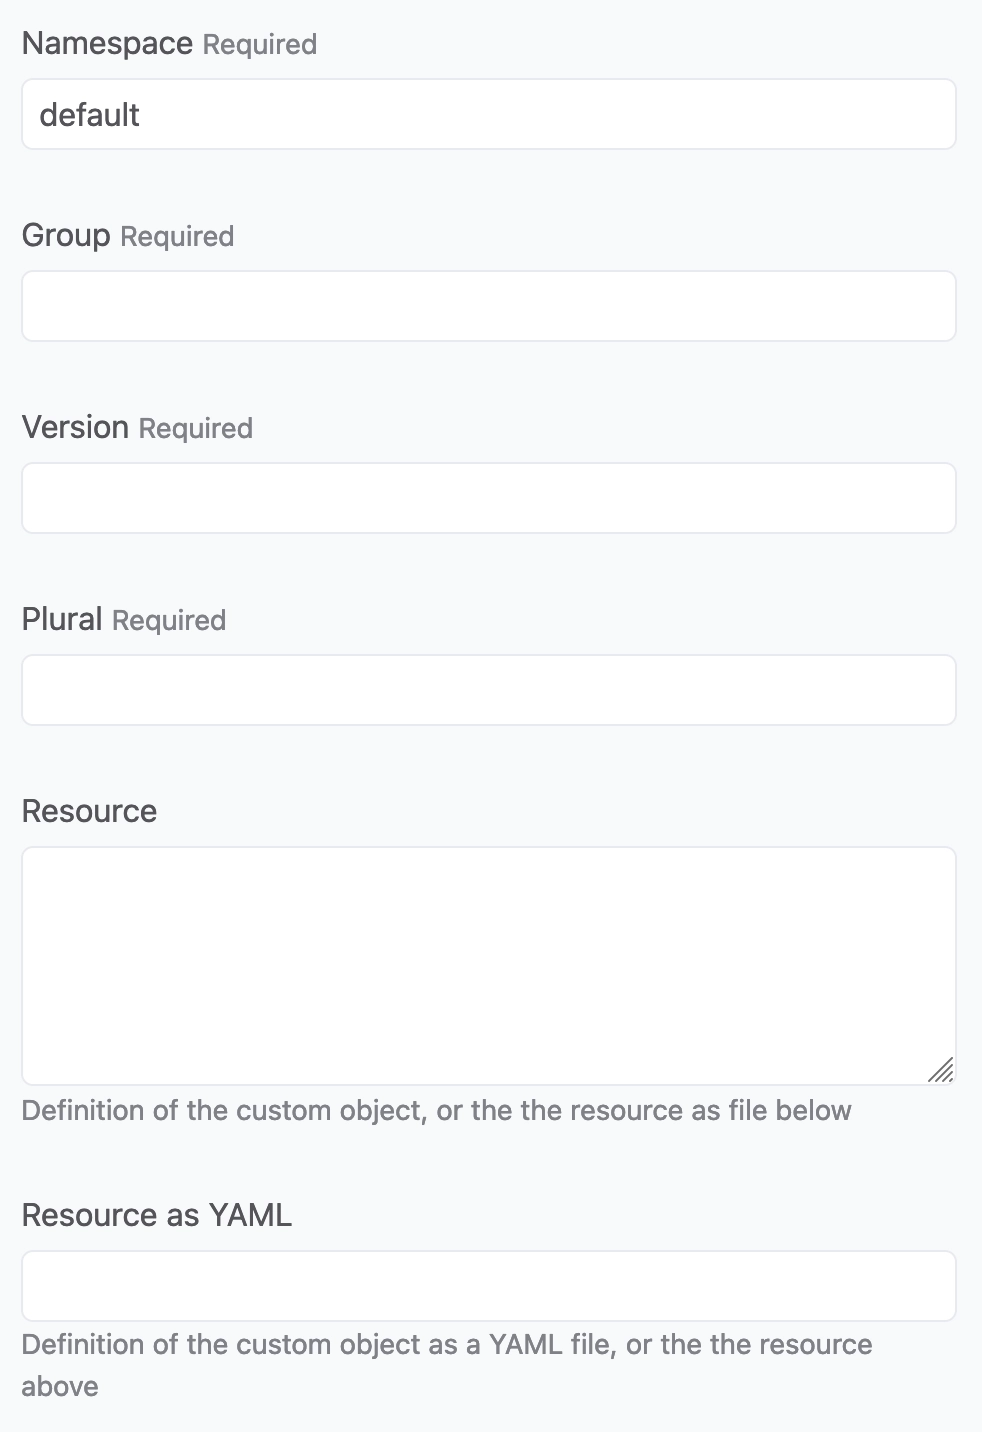 Namespace Required
default
Group Required
Version Required
Plural Required
Resource
Definition of the custom object, or the the resource as file below
Resource as YAML
Definition of the custom object as a YAML file, or the the resource
above